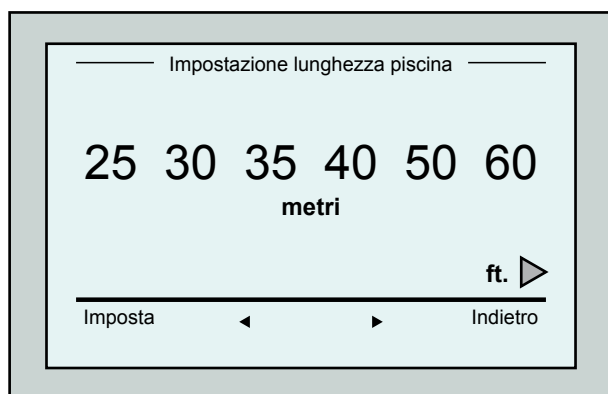 Impostazione lunghezza piscina
25 30 35 40 50 60
metri
ft.
Imposta ◄ ► Indietro